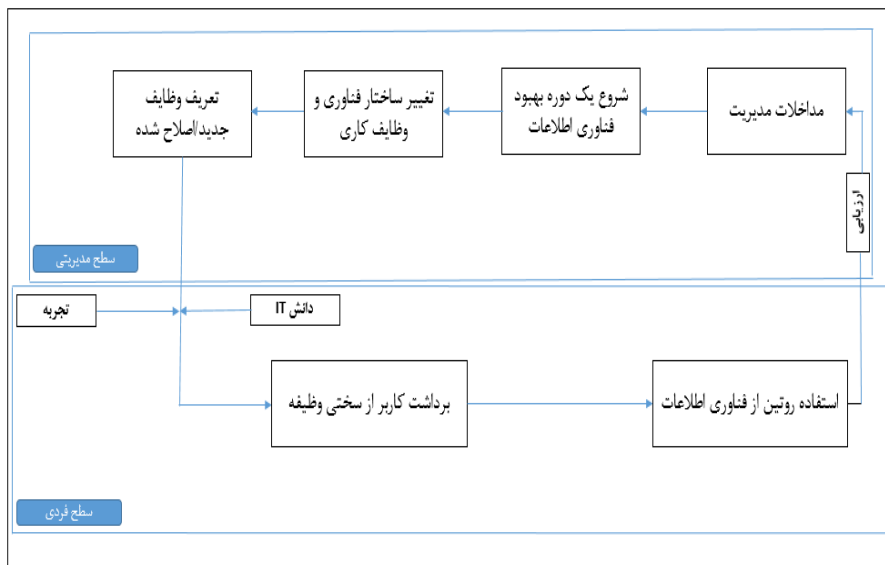 مداخلات مدیریت
شروع یک دوره بهبود
فناوری اطلاعات
تغییر ساختار فناوری و
وظایف کاری
تعریف وظایف
جدید/اصلاح شده
ارزیابی
سطح مدیریتی
دانش IT
تجربه
برداشت کاربر از سختی وظیفه
استفاده روتین از فناوری اطلاعات
سطح فردی